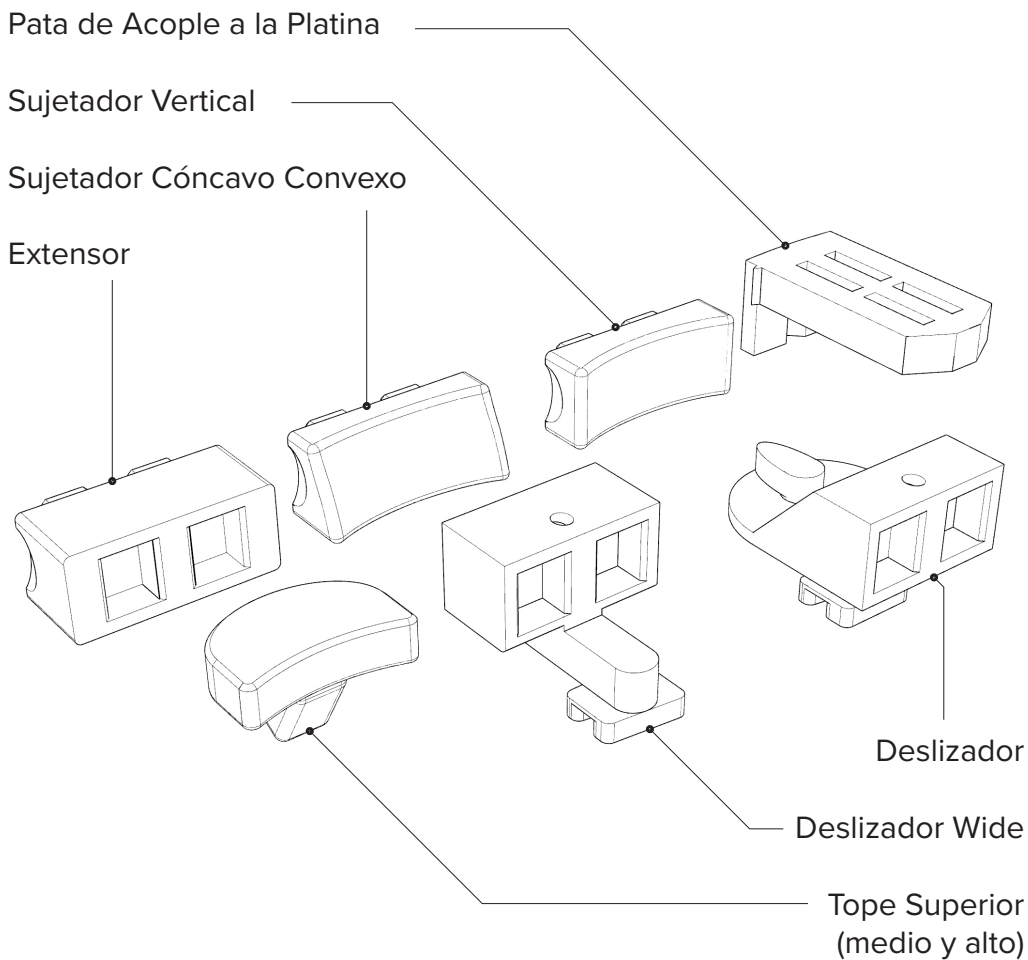 Pata de Acople a la Platina
Sujetador Vertical
Sujetador Cóncavo Convexo
Extensor
Deslizador
Deslizador Wide
Tope Superior
(medio y alto)